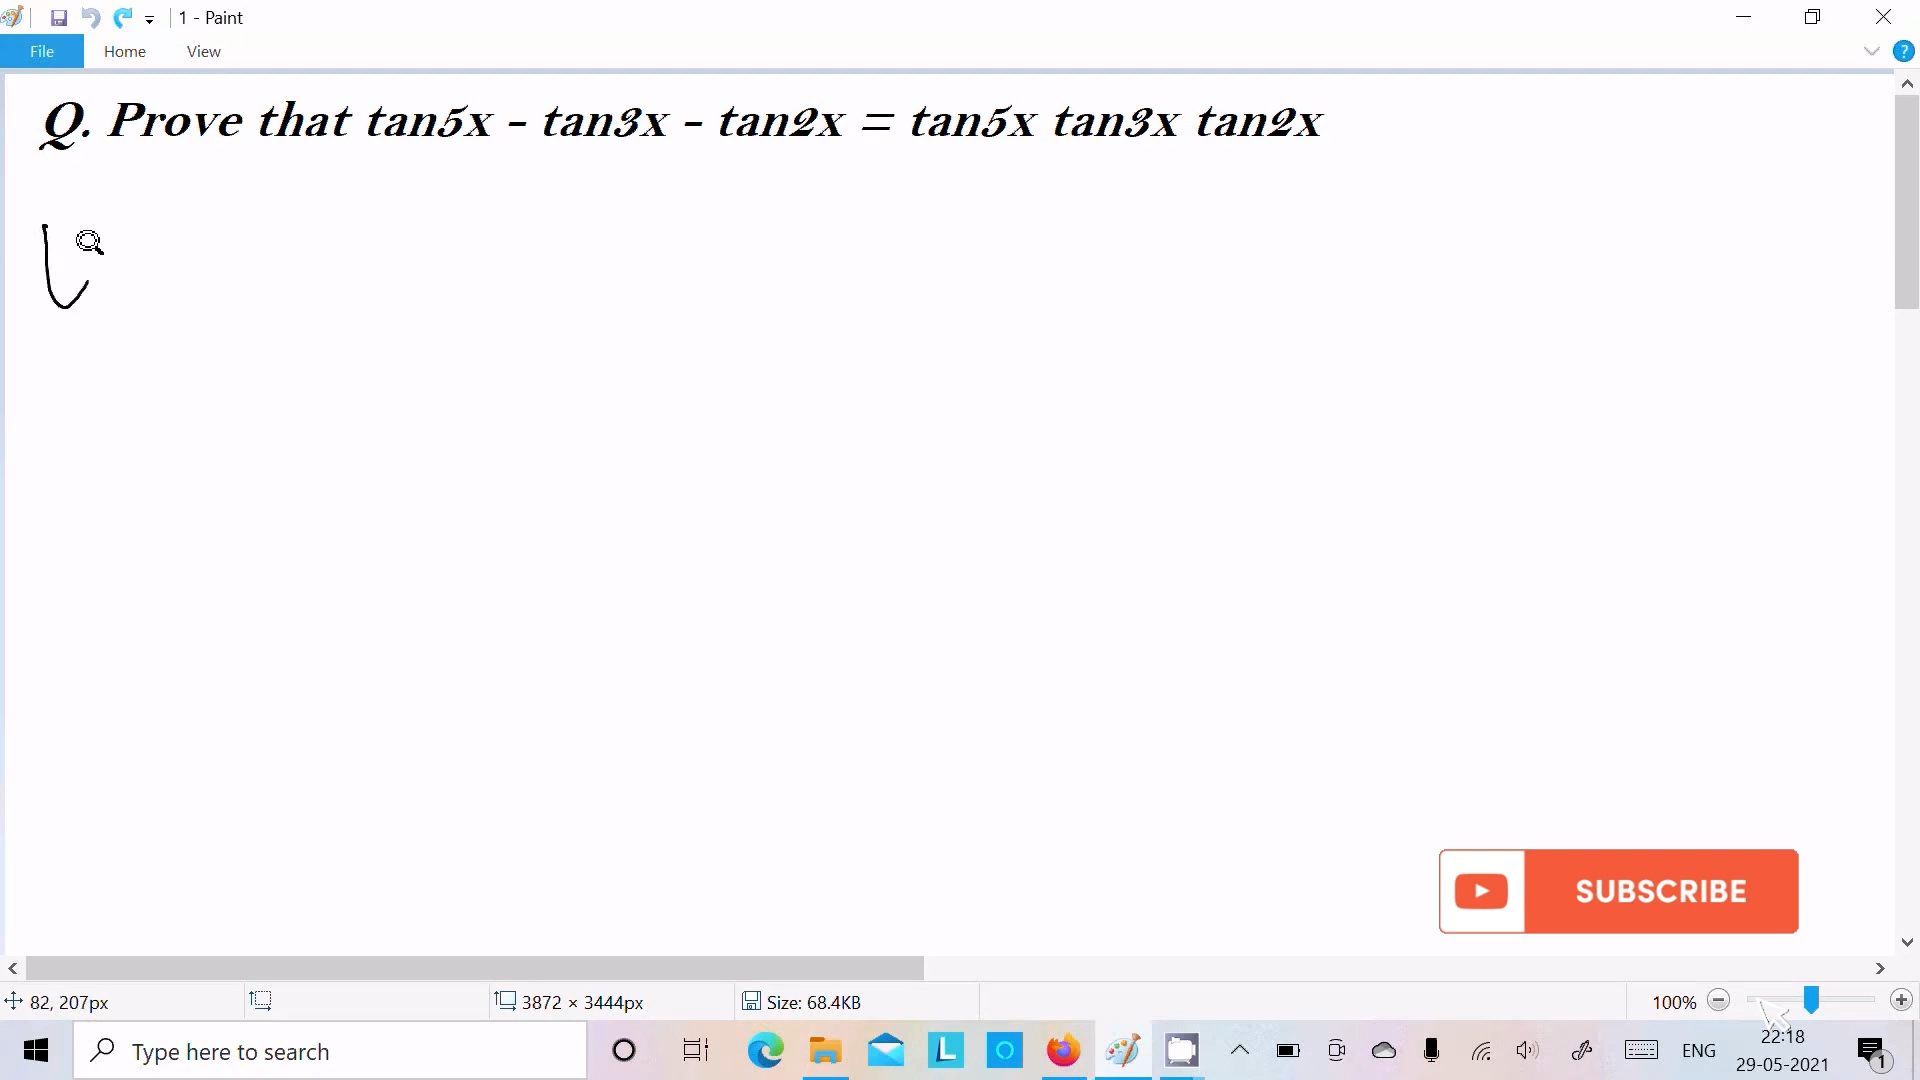 1 - Paint
File Home View
Q. Prove that tan5x - tan3x - tan2x = tan5x tan3x tan2x
SUBSCRIBE
82, 207px 3872 × 3444px Size: 68.4KB 100%
Type here to search ENG 22:18
29-05-2021 1